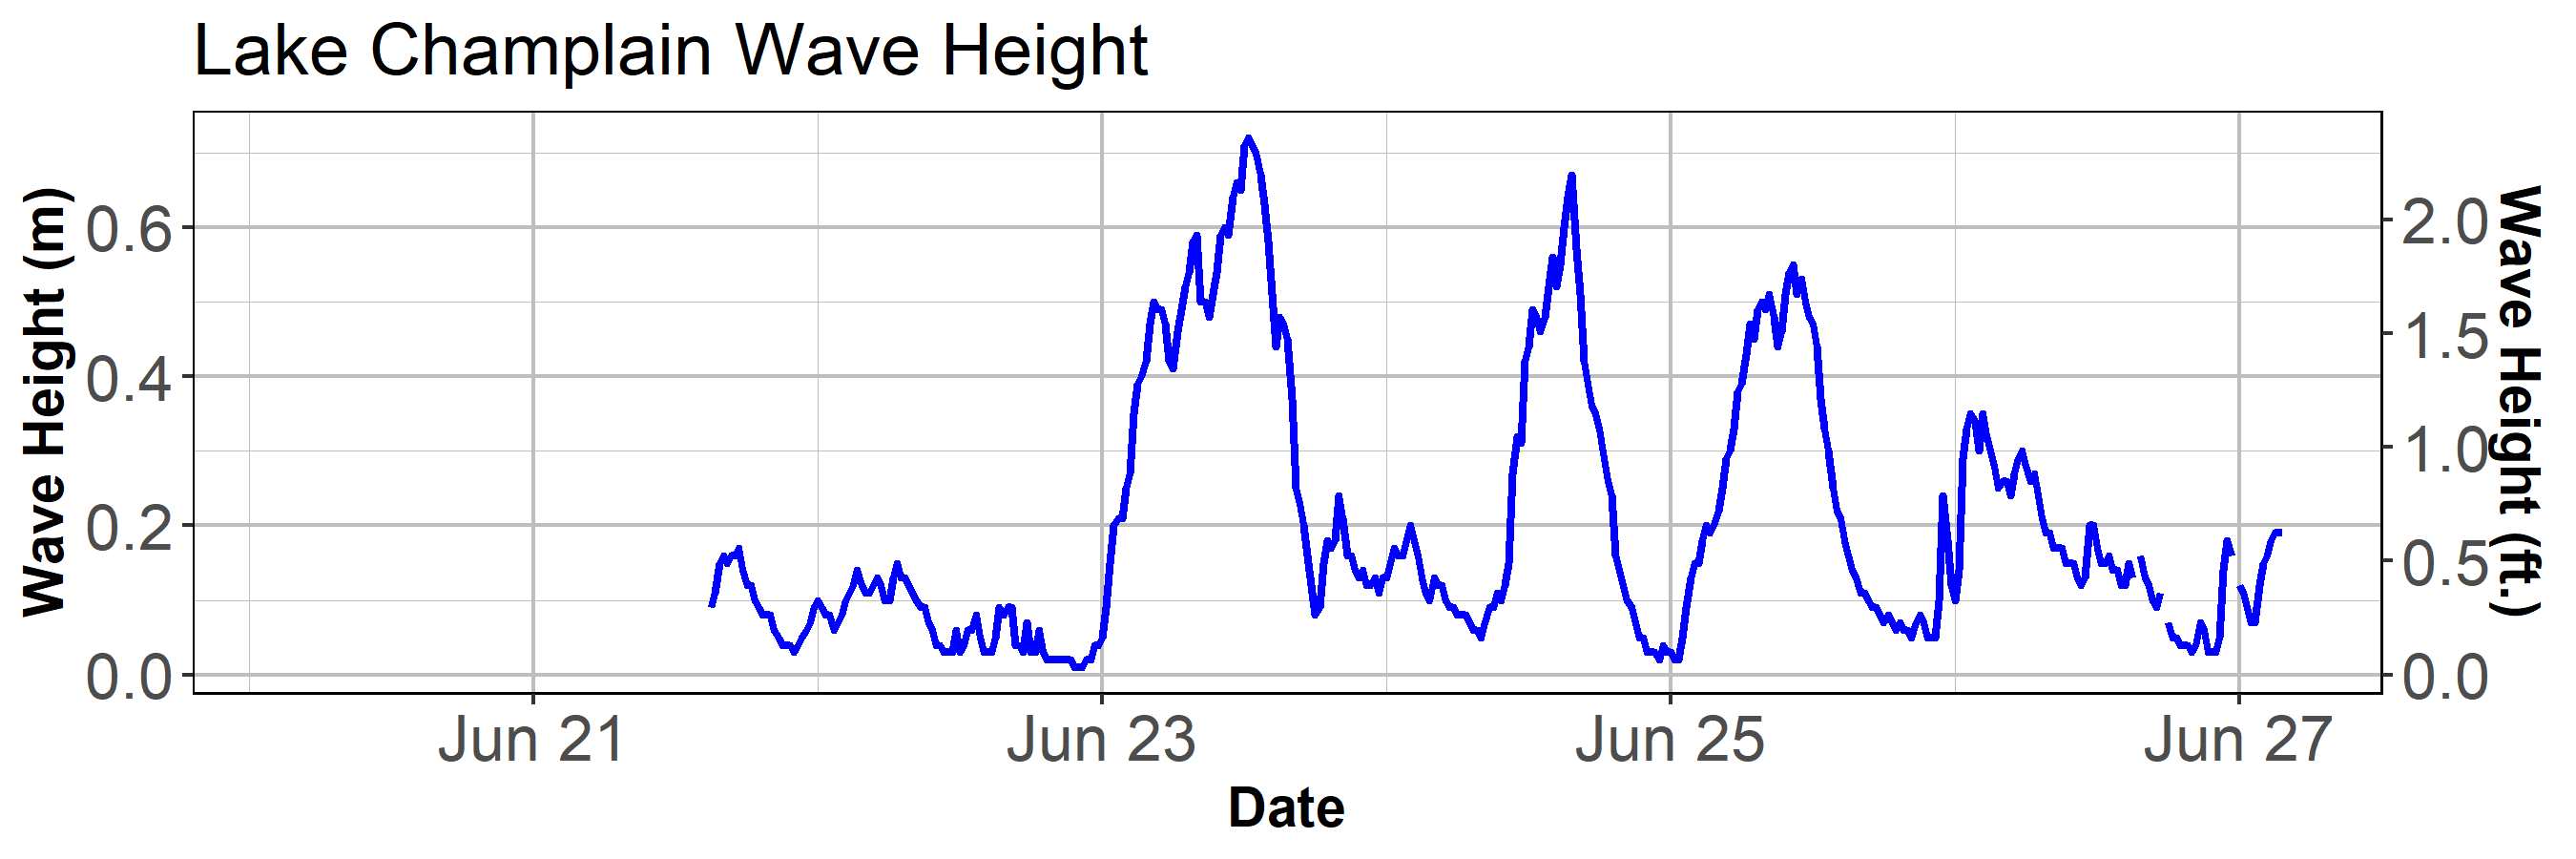 Lake Champlain Wave Height
Wave Height (m)
0.6
0.4
0.2
0.0
2.0
1.5
1.0
0.5
0.0
Wave Height (ft.)
Jun 21
Jun 23
Jun 25
Jun 27
Date